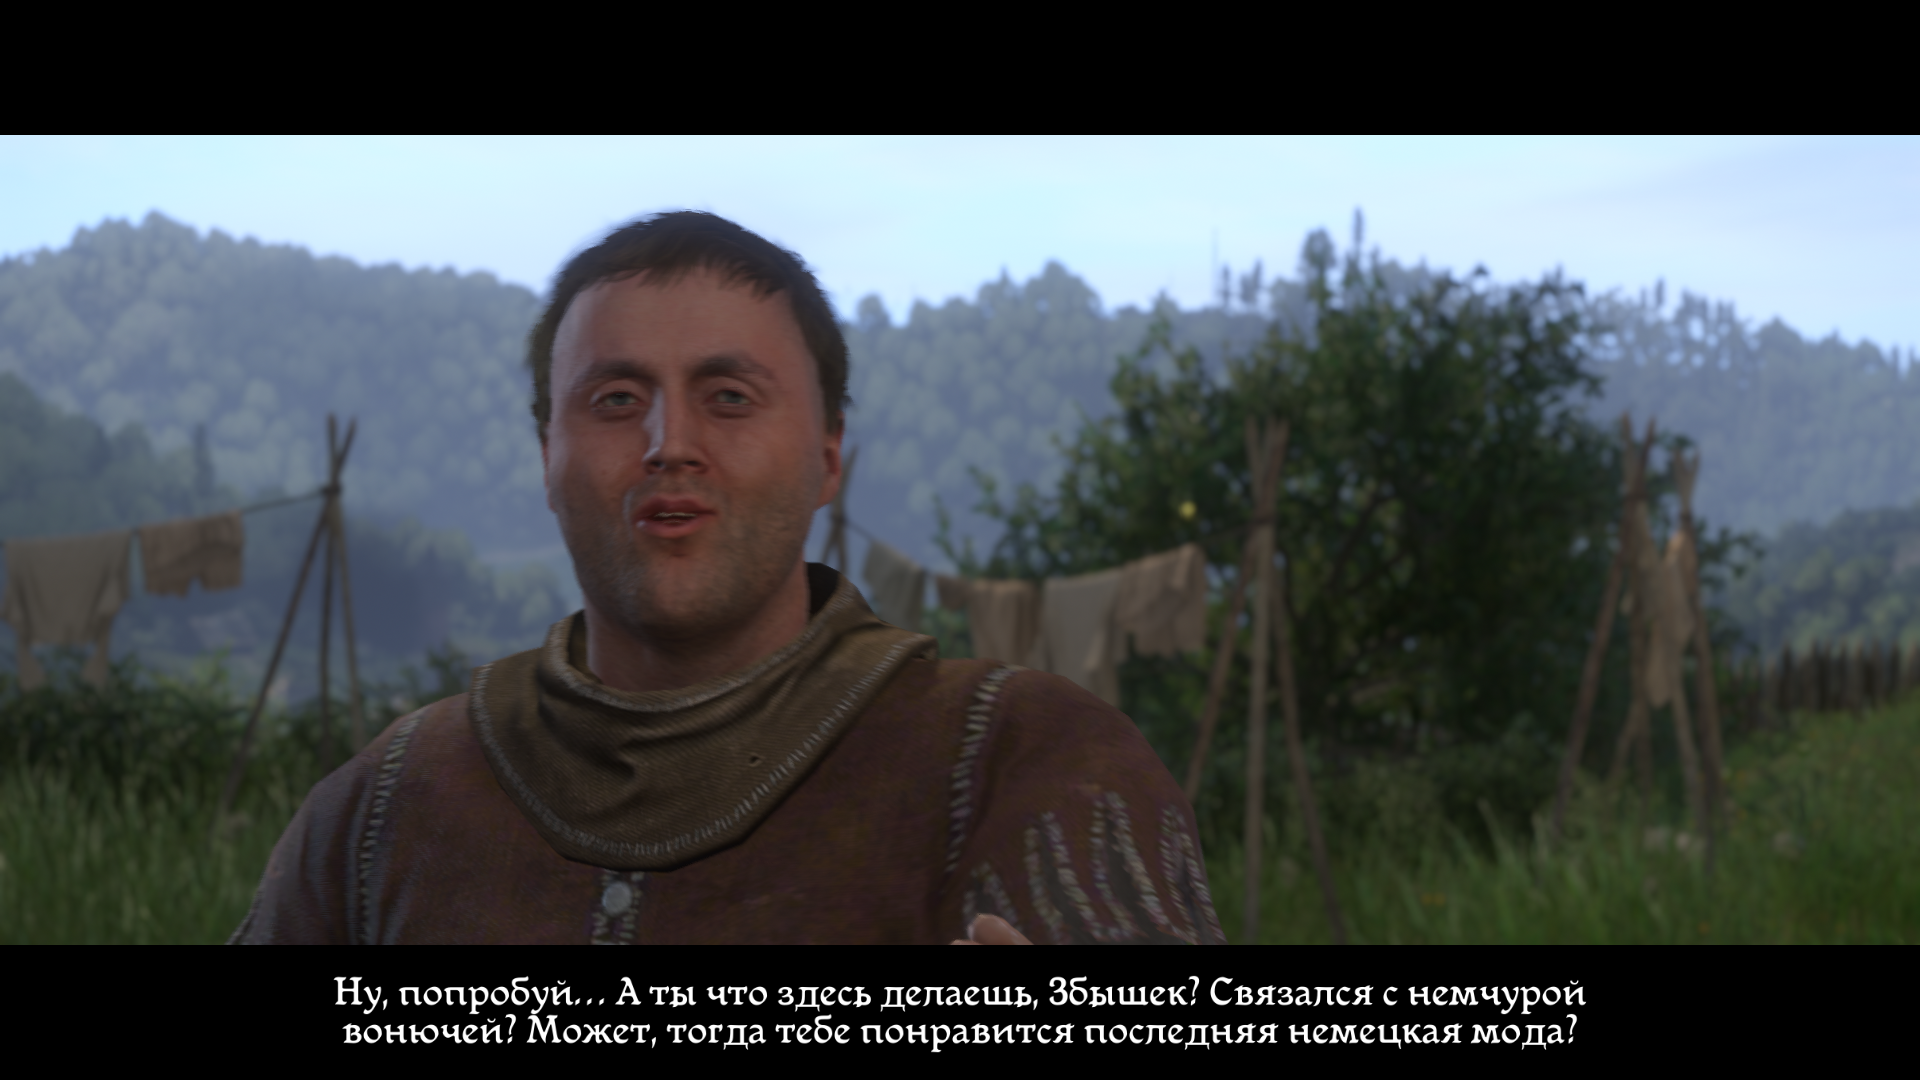 Ну, попробуй... А ты что здесь делаешь, Збышек? Связался с немчурой
вонючей? Может, тогда тебе понравится последняя немецкая мода?